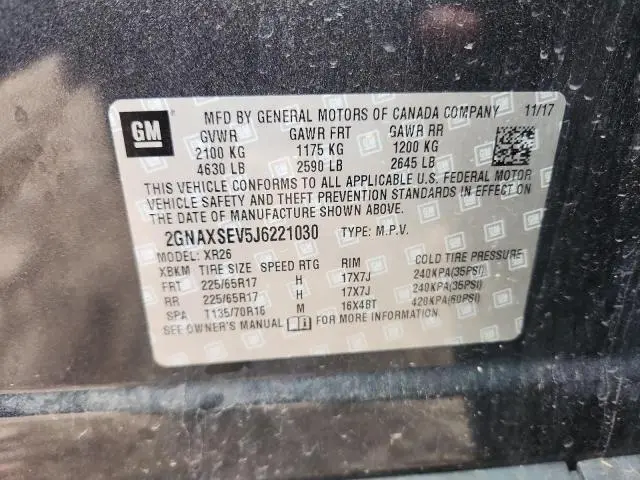 GM
MFD BY GENERAL MOTORS OF CANADA COMPANY 11/17
GVWR GAWR FRT GAWR RR
2100 KG 1175 KG 1200 KG
4630 LB 2590 LB 2645 LB
THIS VEHICLE CONFORMS TO ALL APPLICABLE U.S. FEDERAL MOTOR
VEHICLE SAFETY AND THEFT PREVENTION STANDARDS IN EFFECT ON
THE DATE OF MANUFACTURE SHOWN ABOVE.
2GNAXSEV5J6221030 TYPE: M.P.V.
MODEL: XR26
XBKM TIRE SIZE SPEED RTG RIM COLD TIRE PRESSURE
FRT 225/65R17 H 17X7J 240KPA(35PSI)
RR 225/65R17 H 17X7J 240KPA(35PSI)
SPA T135/70R16 M 16X4BT 420KPA(60PSI)
SEE OWNER'S MANUAL FOR MORE INFORMATION